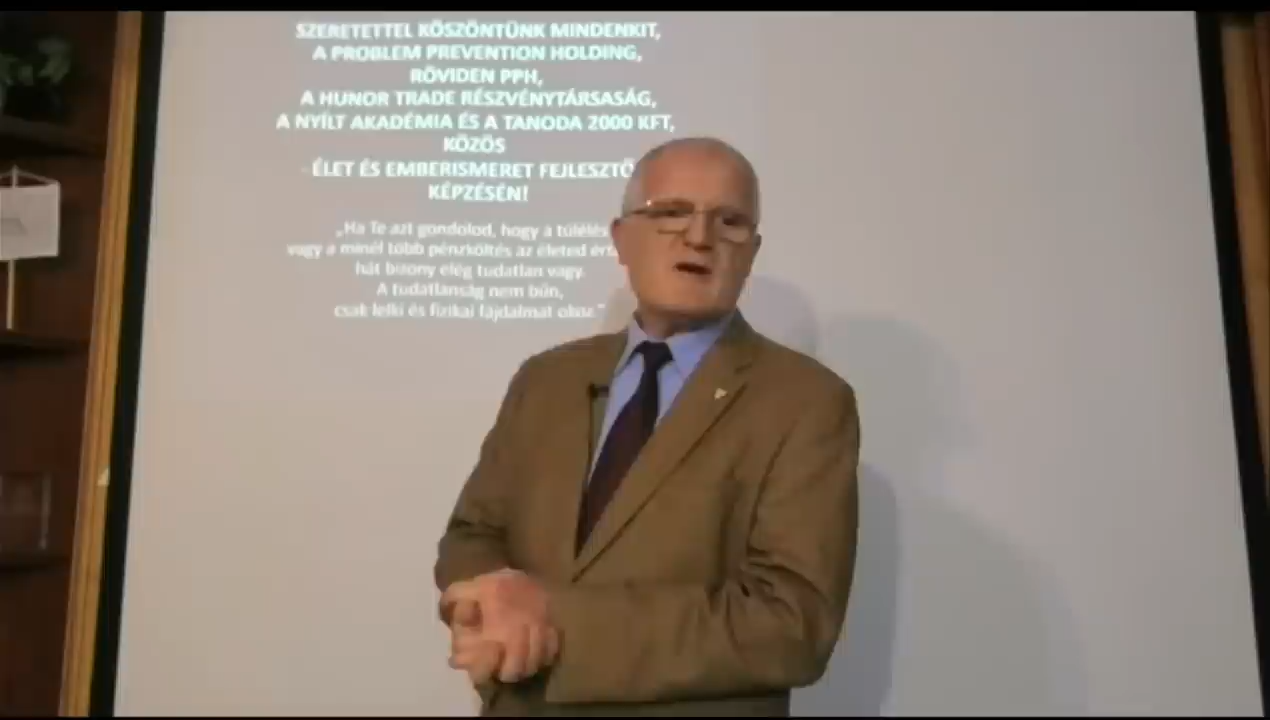 SZERETETTEL KÖSZÖNTÜNK MINDENKIT,
A PROBLEM PREVENTION HOLDING,
RÖVIDEN PPH,
A HUNOR TRADE RÉSZVÉNYTÁRSASÁG,
A NYÍLT AKADÉMIA ÉS A TANODA 2000 KFT,
KÖZÖS
- ÉLET ÉS EMBERISMERET FEJLESZTŐ
KÉPZÉSÉN!
„Ha Te azt gondolod, hogy a túlélés
vagy a minél több pénzköltés az életed
hát bizony elég tudatlan vagy.
A tudatlanság nem bűn,
csak lelki és fizikai fájdalmat okoz."